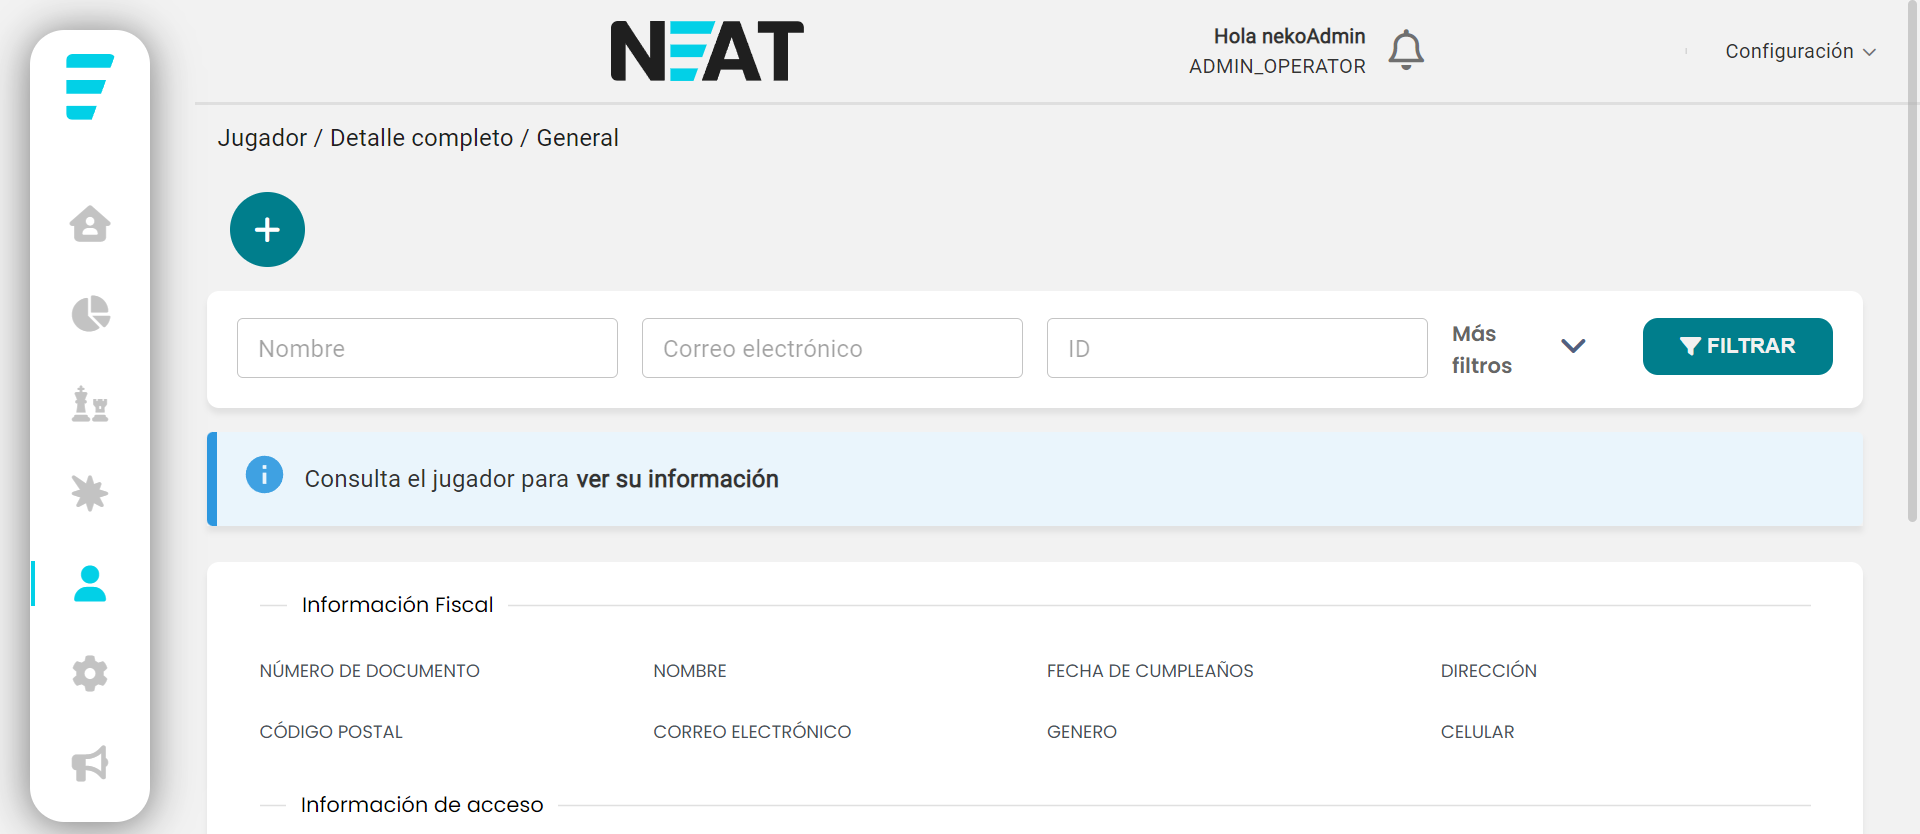 NEAT
Hola nekoAdmin
ADMIN_OPERATOR
Configuración
Jugador / Detalle completo / General
Nombre
Correo electrónico
ID
Más
filtros
FILTRAR
Consulta el jugador para ver su información
Información Fiscal
NÚMERO DE DOCUMENTO
NOMBRE
FECHA DE CUMPLEAÑOS
DIRECCIÓN
CÓDIGO POSTAL
CORREO ELECTRÓNICO
GENERO
CELULAR
Información de acceso